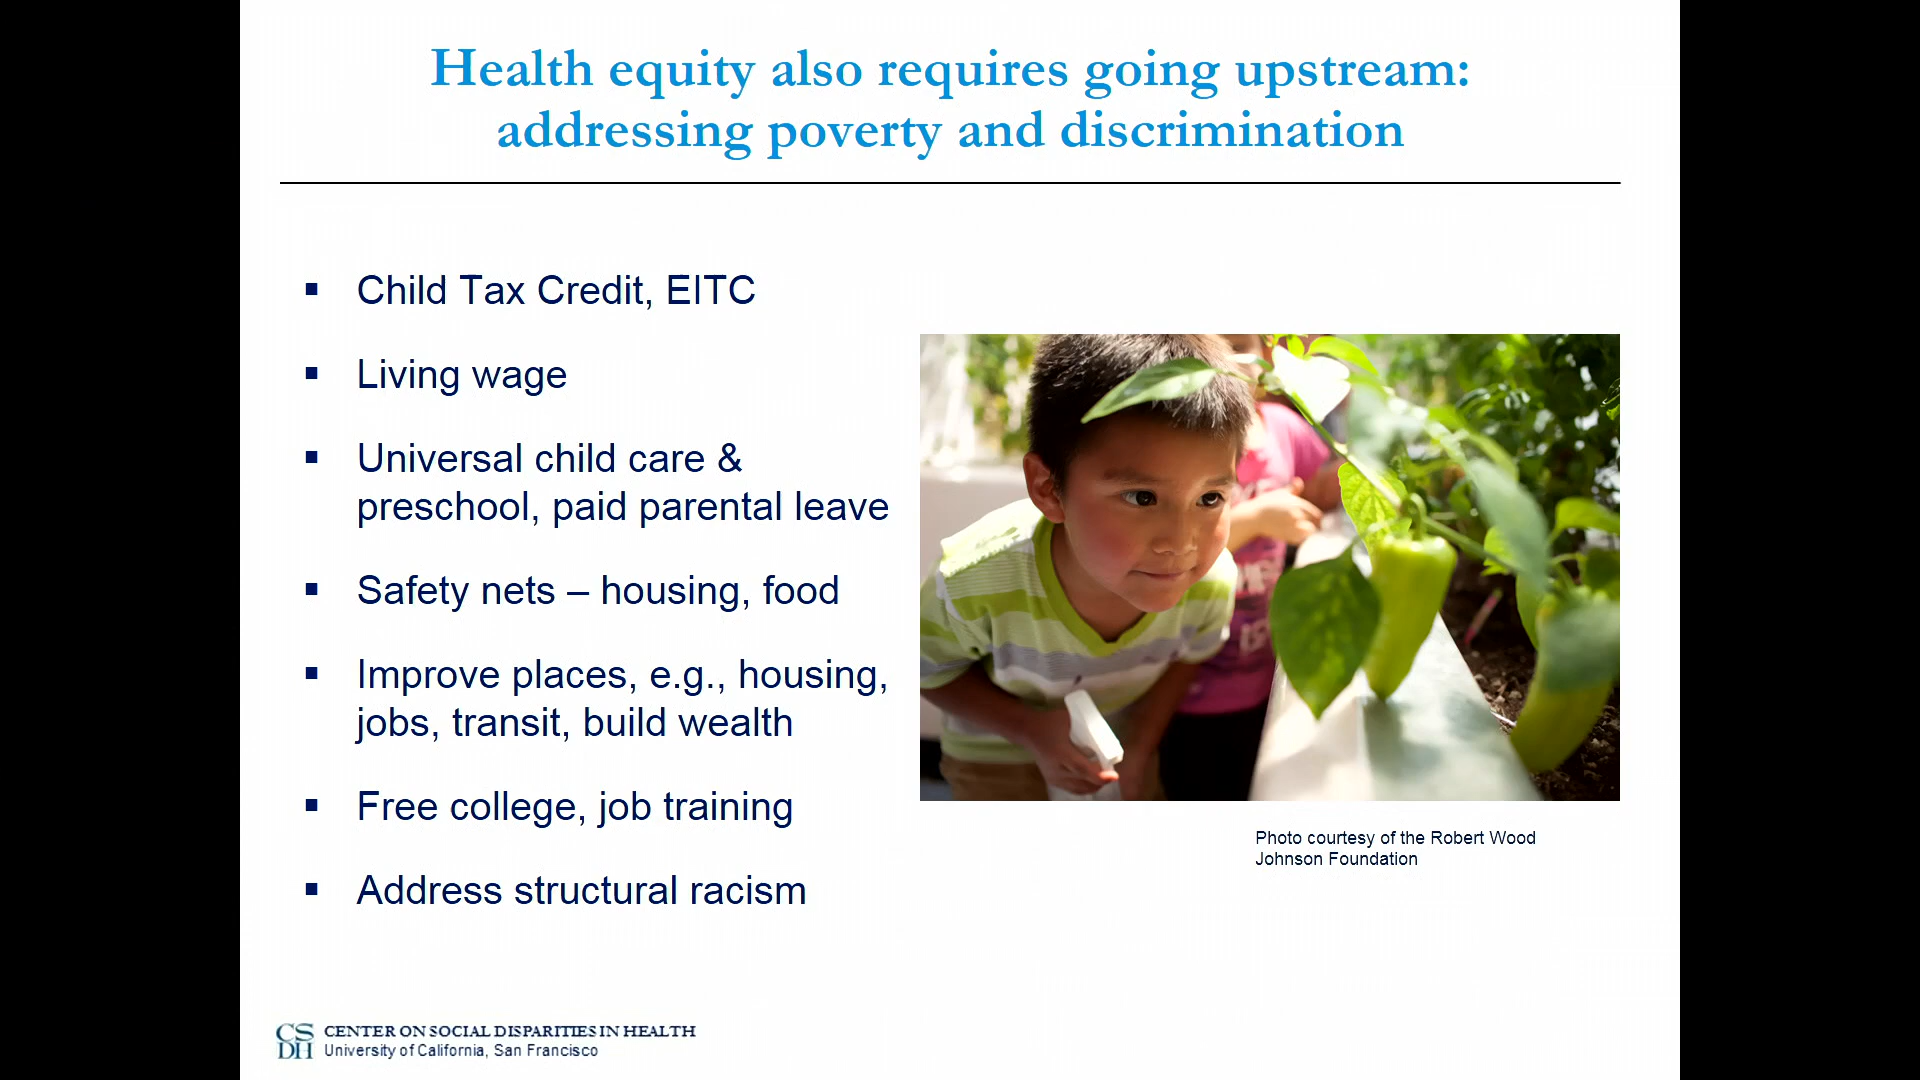 Health equity also requires going upstream:
addressing poverty and discrimination
▪ Child Tax Credit, EITC
▪ Living wage
▪ Universal child care &
preschool, paid parental leave
▪ Safety nets – housing, food
▪ Improve places, e.g., housing,
jobs, transit, build wealth
▪ Free college, job training
▪ Address structural racism
Photo courtesy of the Robert Wood
Johnson Foundation
CS
DH
CENTER ON SOCIAL DISPARITIES IN HEALTH
University of California, San Francisco